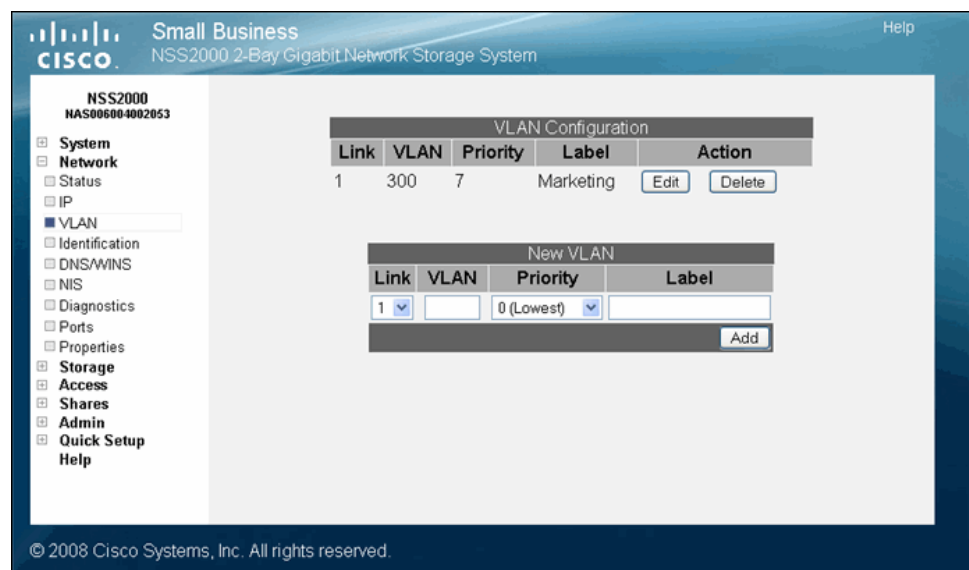 Small Business
Help
CISCO
NSS2000 2-Bay Gigabit Network Storage System
NSS2000
NAS006004002053
System
Network
Status
IP
VLAN
Identification
DNS/WINS
NIS
Diagnostics
Ports
Properties
Storage
Access
Shares
Admin
Quick Setup
Help
VLAN Configuration
Link VLAN Priority Label Action
1 300 7 Marketing Edit Delete
New VLAN
Link VLAN Priority Label
1 0 (Lowest)
Add
© 2008 Cisco Systems, Inc. All rights reserved.